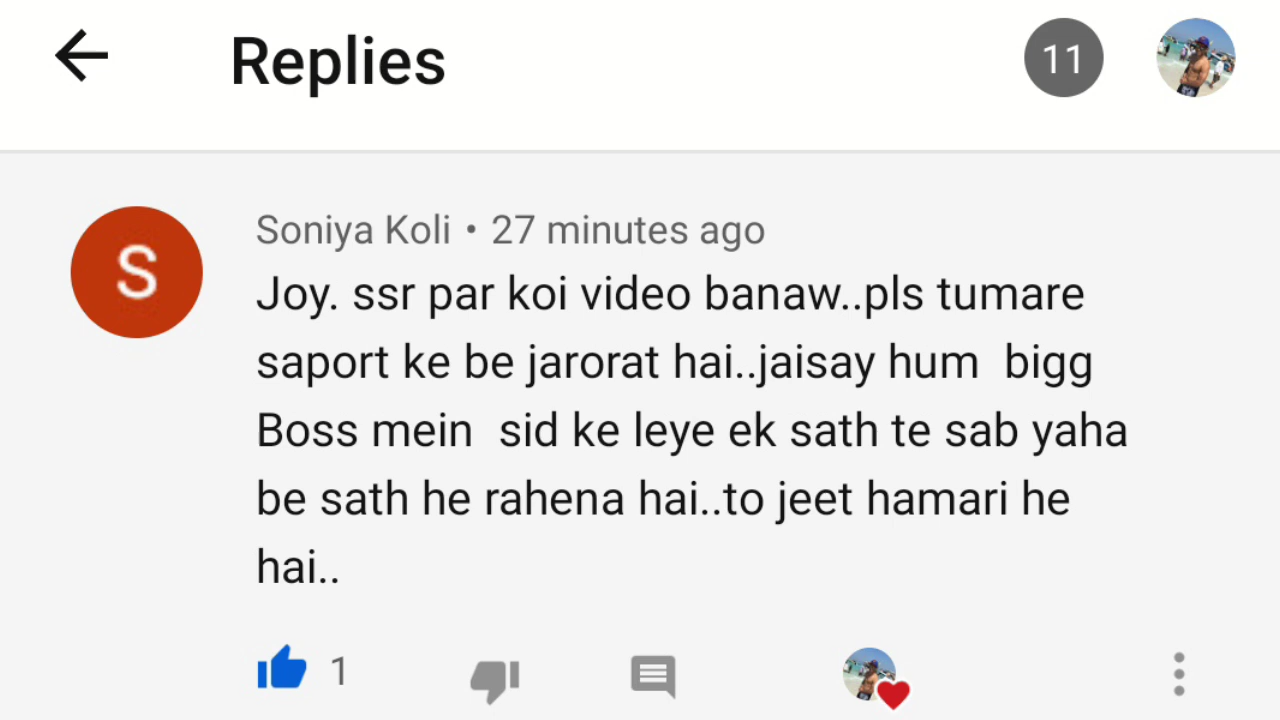 Replies
11
S
Soniya Koli • 27 minutes ago
Joy. ssr par koi video banaw..pls tumare
saport ke be jarorat hai..jaisay hum  bigg
Boss mein  sid ke leye ek sath te sab yaha
be sath he rahena hai..to jeet hamari he
hai..
1